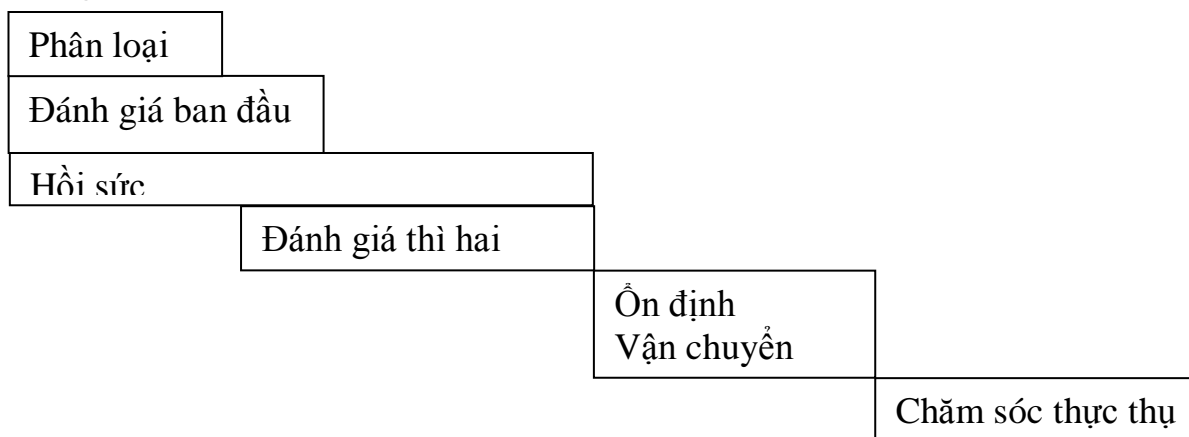 Phân loại
Đánh giá ban đầu
Hồi sức
Đánh giá thì hai
Ổn định
Vận chuyển
Chăm sóc thực thụ